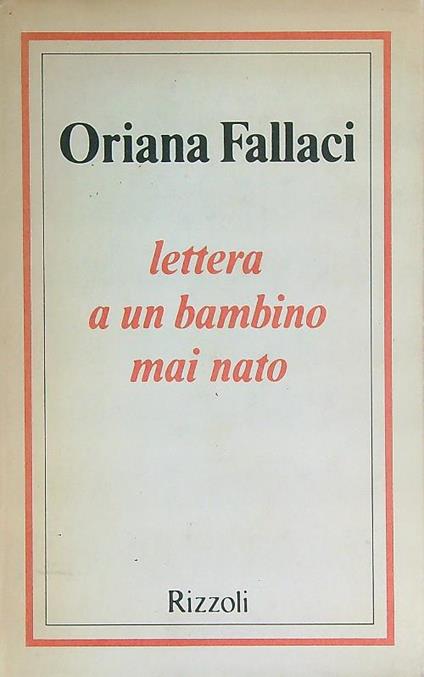 Oriana Fallaci
lettera
a un bambino
mai nato
Rizzoli